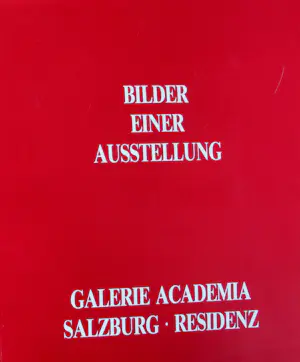 BILDER
EINER
AUSSTELLUNG
GALERIE ACADEMIA
SALZBURG · RESIDENZ